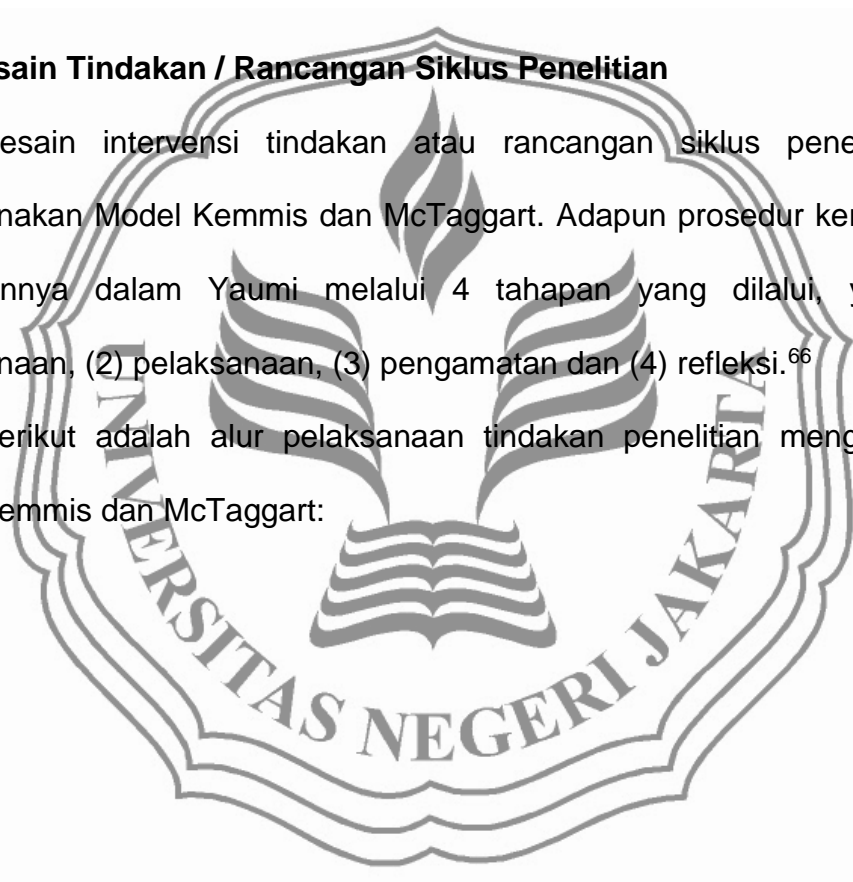 sain Tindakan / Rancangan Siklus Penelitian
esain intervensi tindakan atau rancangan siklus pene
nakan Model Kemmis dan McTaggart. Adapun prosedur ker
nnya dalam Yaumi melalui 4 tahapan yang dilalui, y
naan, (2) pelaksanaan, (3) pengamatan dan (4) refleksi.66
erikut adalah alur pelaksanaan tindakan penelitian meng
emmis dan McTaggart:
UNIVERSITAS NEGERI JAKARTA